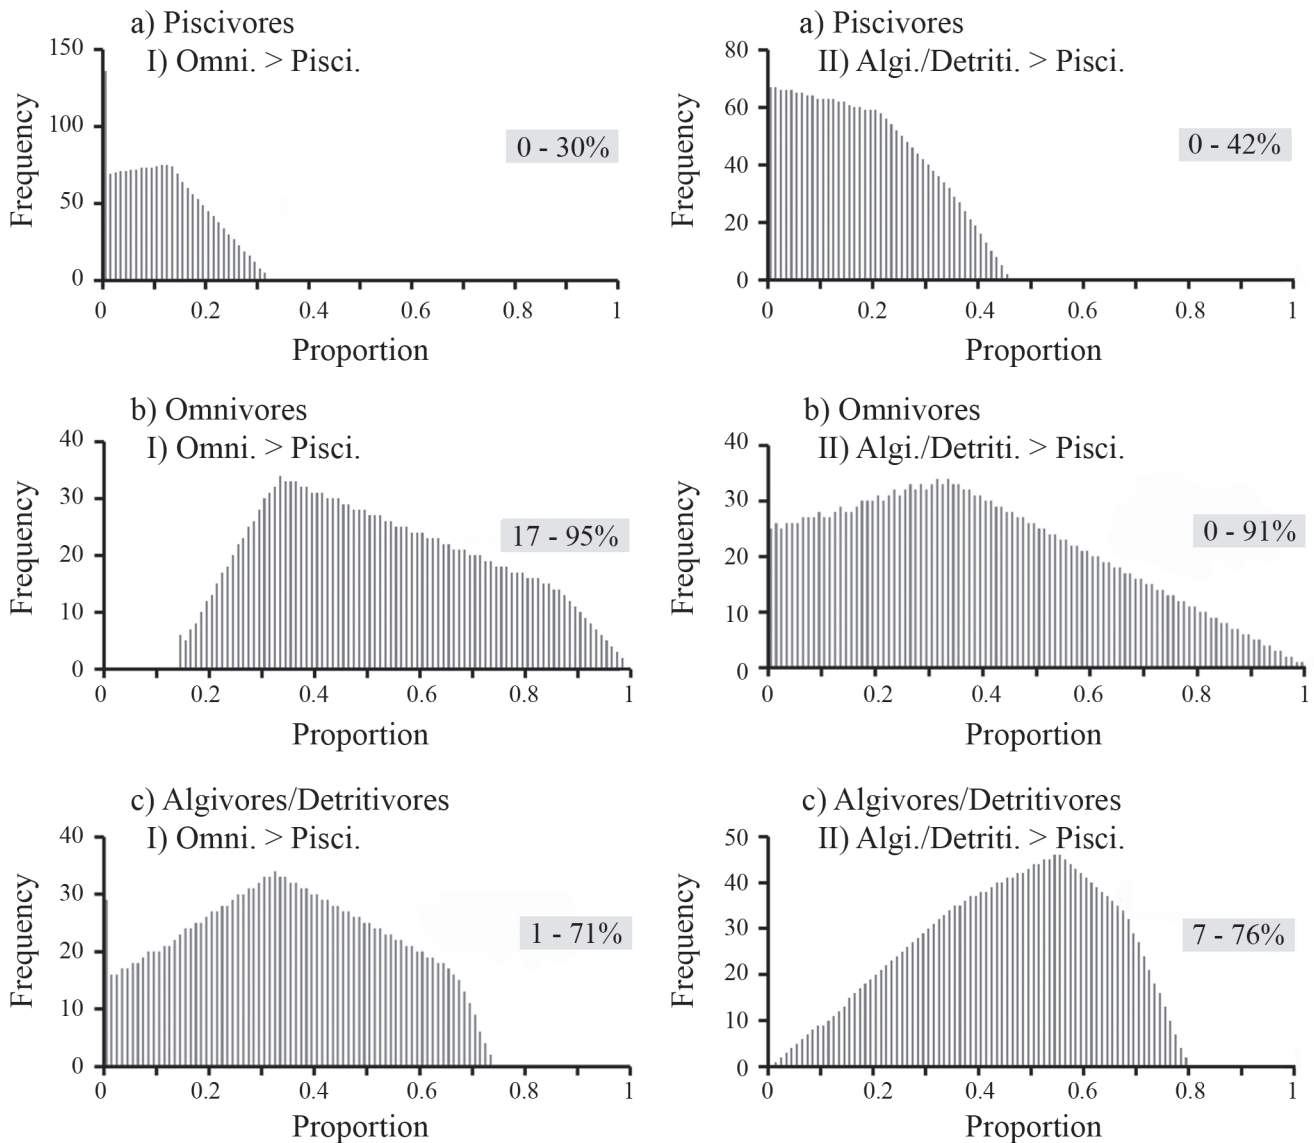 a) Piscivores
I) Omni. > Pisci.
150
100
50
0
Frequency
0 - 30%
0 0.2 0.4 0.6 0.8 1
Proportion
a) Piscivores
II) Algi./Detriti. > Pisci.
80
60
40
20
0
Frequency
0 - 42%
0 0.2 0.4 0.6 0.8 1
Proportion
b) Omnivores
I) Omni. > Pisci.
40
30
20
10
0
Frequency
17 - 95%
0 0.2 0.4 0.6 0.8 1
Proportion
b) Omnivores
II) Algi./Detriti. > Pisci.
40
30
20
10
0
Frequency
0 - 91%
0 0.2 0.4 0.6 0.8 1
Proportion
c) Algivores/Detritivores
I) Omni. > Pisci.
40
30
20
10
0
Frequency
1 - 71%
0 0.2 0.4 0.6 0.8 1
Proportion
c) Algivores/Detritivores
II) Algi./Detriti. > Pisci.
50
40
30
20
10
0
Frequency
7 - 76%
0 0.2 0.4 0.6 0.8 1
Proportion